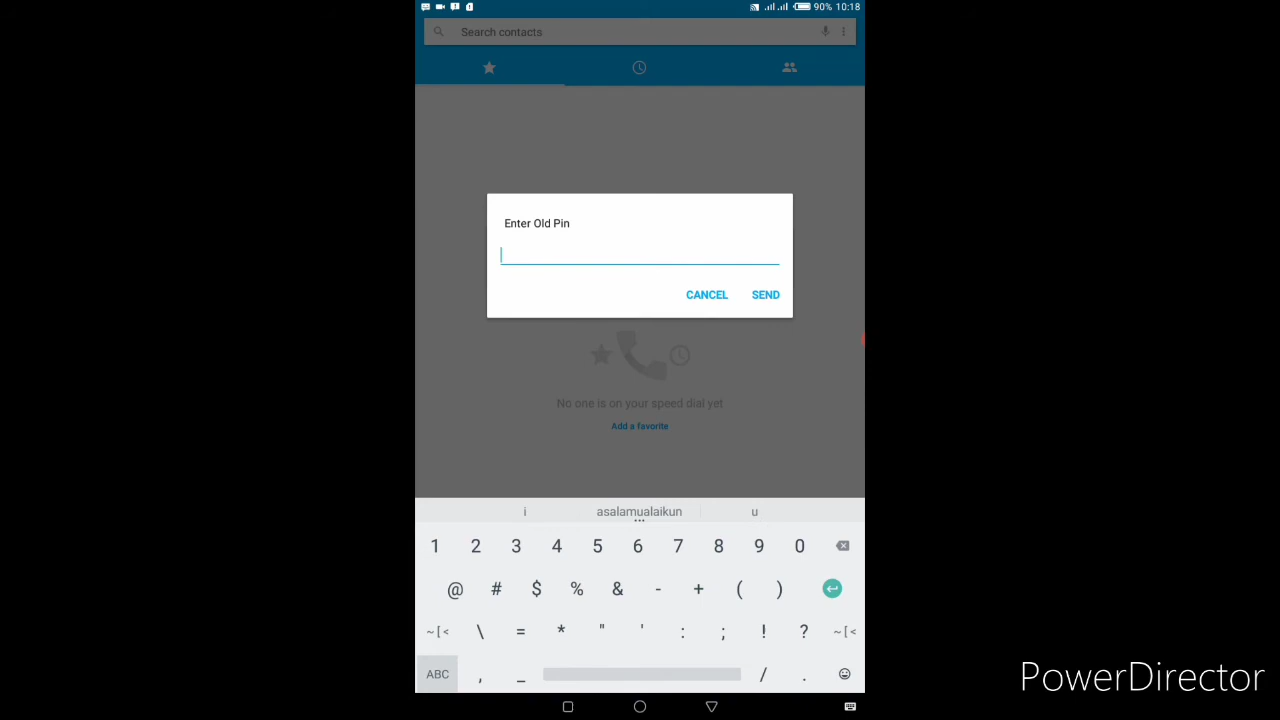 90% 10:18
Search contacts
Enter Old Pin
CANCEL SEND
No one is on your speed dial yet
Add a favorite
i asalamualaikun u
1 2 3 4 5 6 7 8 9 0
@ # $ % & - + ( )
~[< \ = * " ' : ; ! ? ~[<
ABC , _ / .
PowerDirector